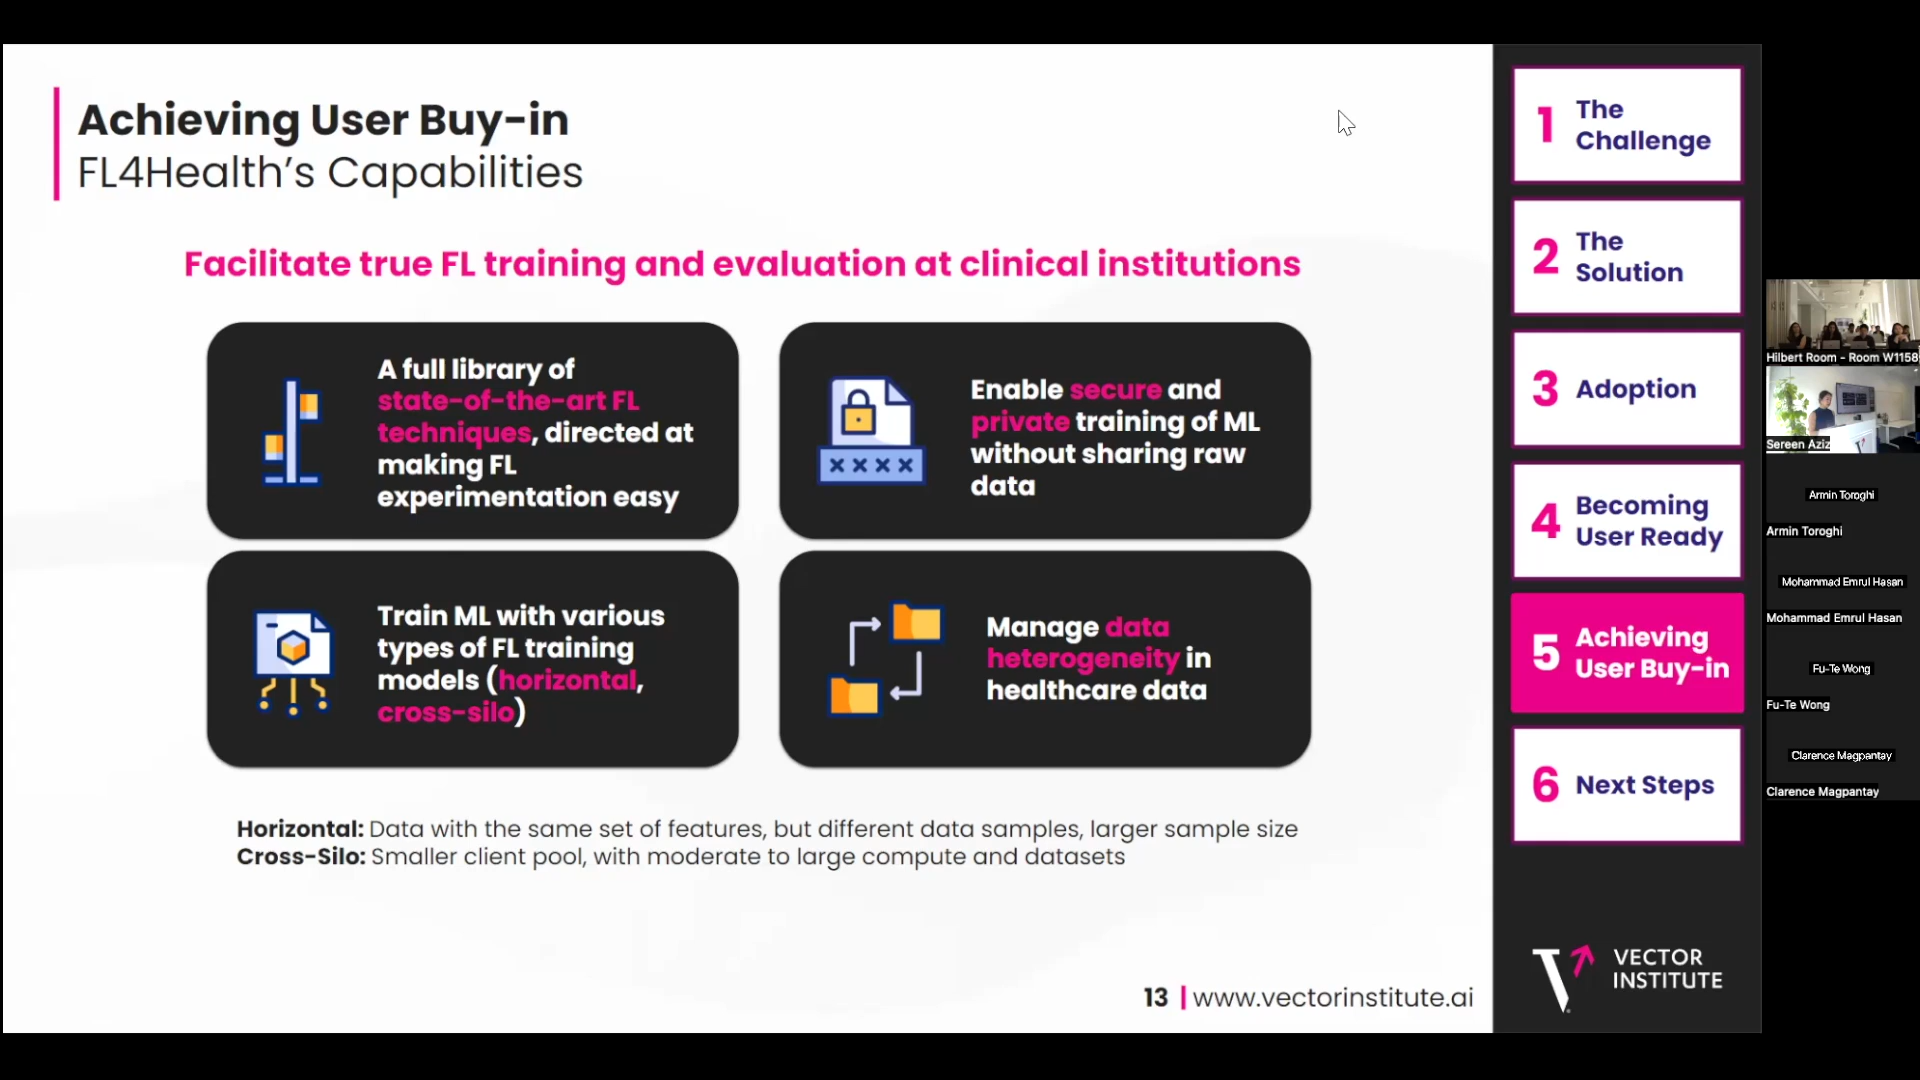 Achieving User Buy-in
FL4Health's Capabilities
Facilitate true FL training and evaluation at clinical institutions
A full library of
state-of-the-art FL
techniques, directed at
making FL
experimentation easy
Enable secure and
private training of ML
without sharing raw
data
Train ML with various
types of FL training
models (horizontal,
cross-silo)
Manage data
heterogeneity in
healthcare data
Horizontal: Data with the same set of features, but different data samples, larger sample size
Cross-Silo: Smaller client pool, with moderate to large compute and datasets
13 | www.vectorinstitute.ai
1 The
Challenge
2 The
Solution
3 Adoption
4 Becoming
User Ready
5 Achieving
User Buy-in
6 Next Steps
VECTOR
INSTITUTE
Hilbert Room - Room W1158
Sereen Aziz
Armin Toroghi
Armin Toroghi
Mohammad Emrul Hasan
Mohammad Emrul Hasan
Fu-Te Wong
Fu-Te Wong
Clarence Magpantay
Clarence Magpantay